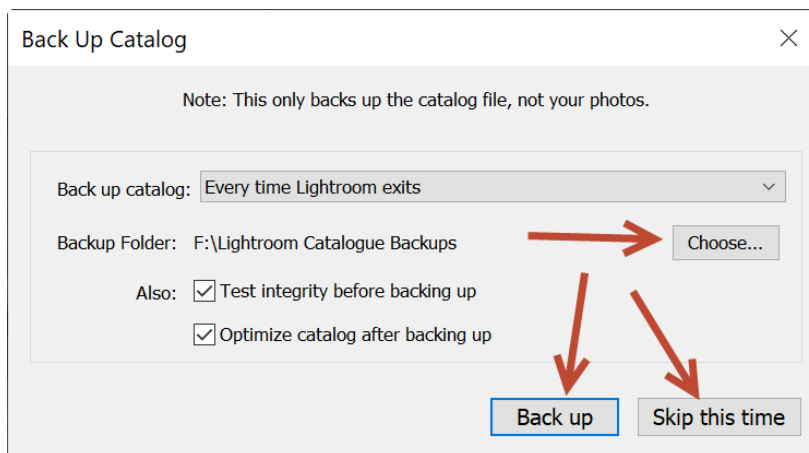 Back Up Catalog
Note: This only backs up the catalog file, not your photos.
Back up catalog: Every time Lightroom exits
Backup Folder: F:\Lightroom Catalogue Backups Choose...
Also: Test integrity before backing up
Optimize catalog after backing up
Back up Skip this time